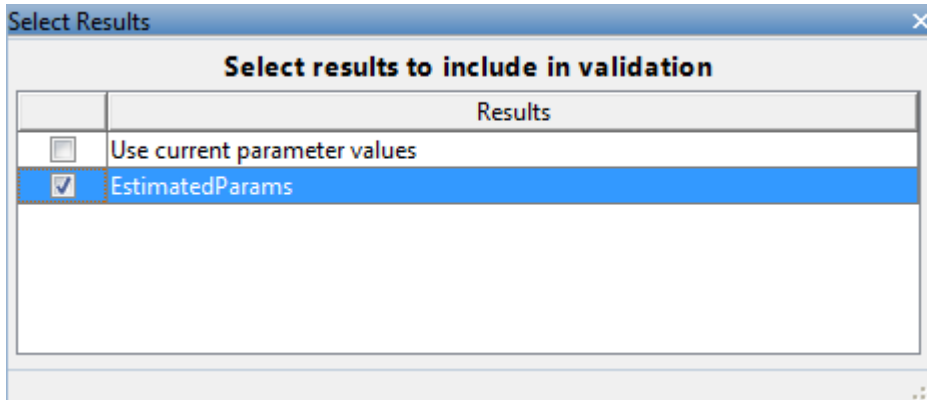 Select Results
Select results to include in validation
Results
Use current parameter values
EstimatedParams